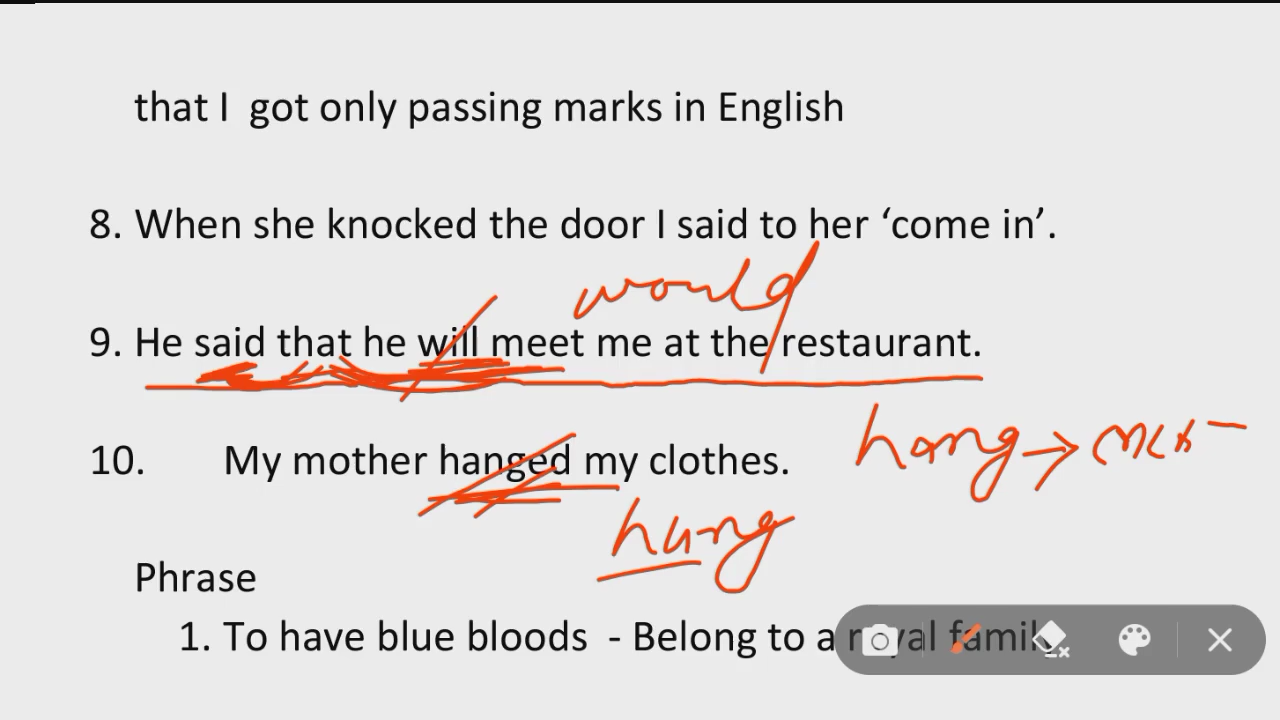 that I got only passing marks in English
8. When she knocked the door I said to her ‘come in’.
would
9. He said that he will meet me at the restaurant.
hang →
10. My mother hanged my clothes.
hung
Phrase
1. To have blue bloods - Belong to a royal family